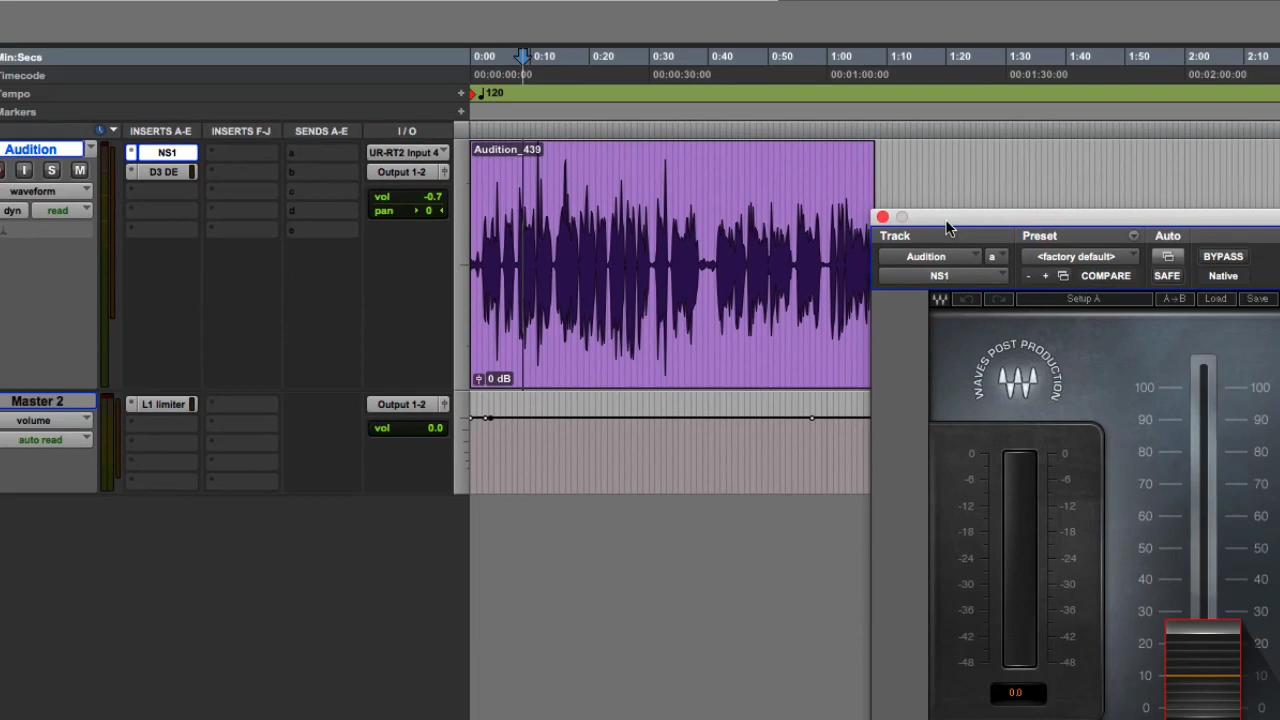 Min:Secs 0:00 0:10 0:20 0:30 0:40 0:50 1:00 1:10 1:20 1:30 1:40 1:50 2:00 2:10
Timecode 00:00:00:00 00:00:30:00 00:01:00:00 00:01:30:00 00:02:00:00
Tempo + 120
Markers +
INSERTS A-E INSERTS F-J SENDS A-E I / O
Audition NS1 a UR-RT2 Input 4 Audition_439
I S M D3 DE b Output 1-2
waveform c vol -0.7
dyn read d pan 0
e
0 dB
Master 2 L1 limiter Output 1-2
volume vol 0.0
auto read
Track Preset Auto
Audition a <factory default> BYPASS
NS1 - + COMPARE SAFE Native
Setup A A→B Load Save
WAVES POST PRODUCTION
100 100
90 90
80 80
70 70
60 60
50 50
40 40
30 30
20 20
10 10
0 0
0 0
-6 -6
-12 -12
-18 -18
-24 -24
-30 -30
-36 -36
-42 -42
-48 -48
0.0